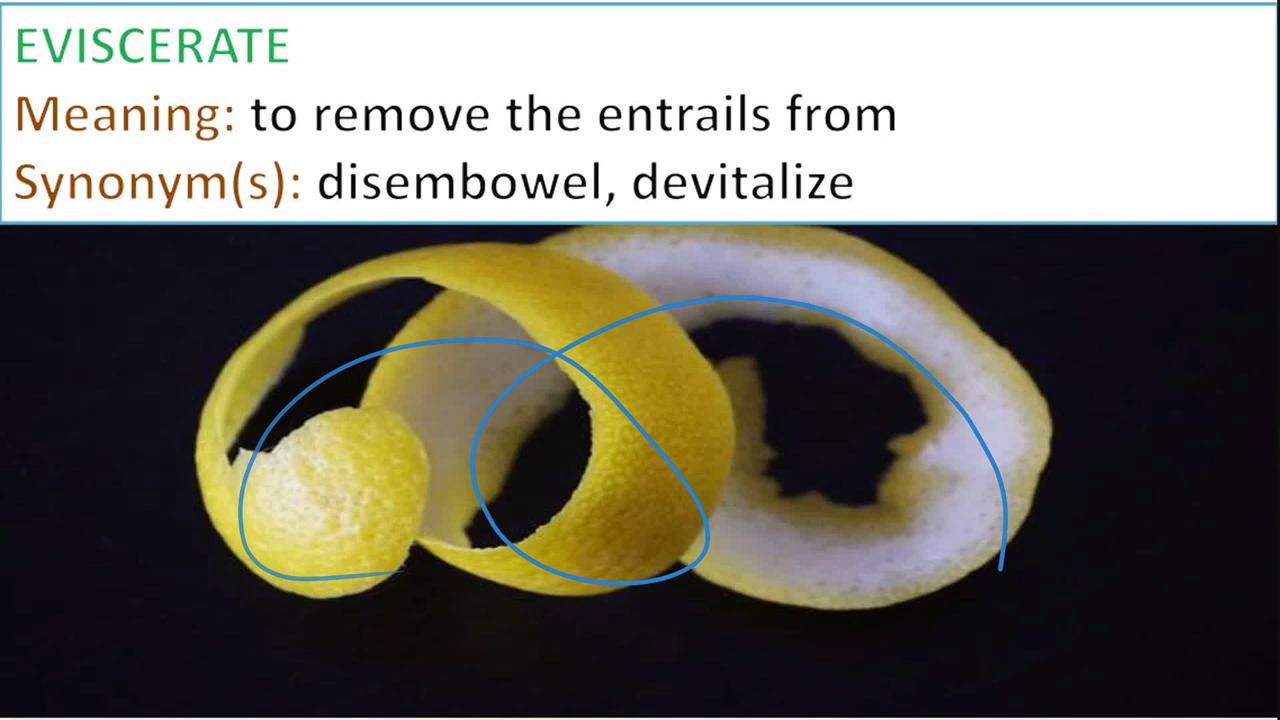 EVISCERATE
Meaning: to remove the entrails from
Synonym(s): disembowel, devitalize